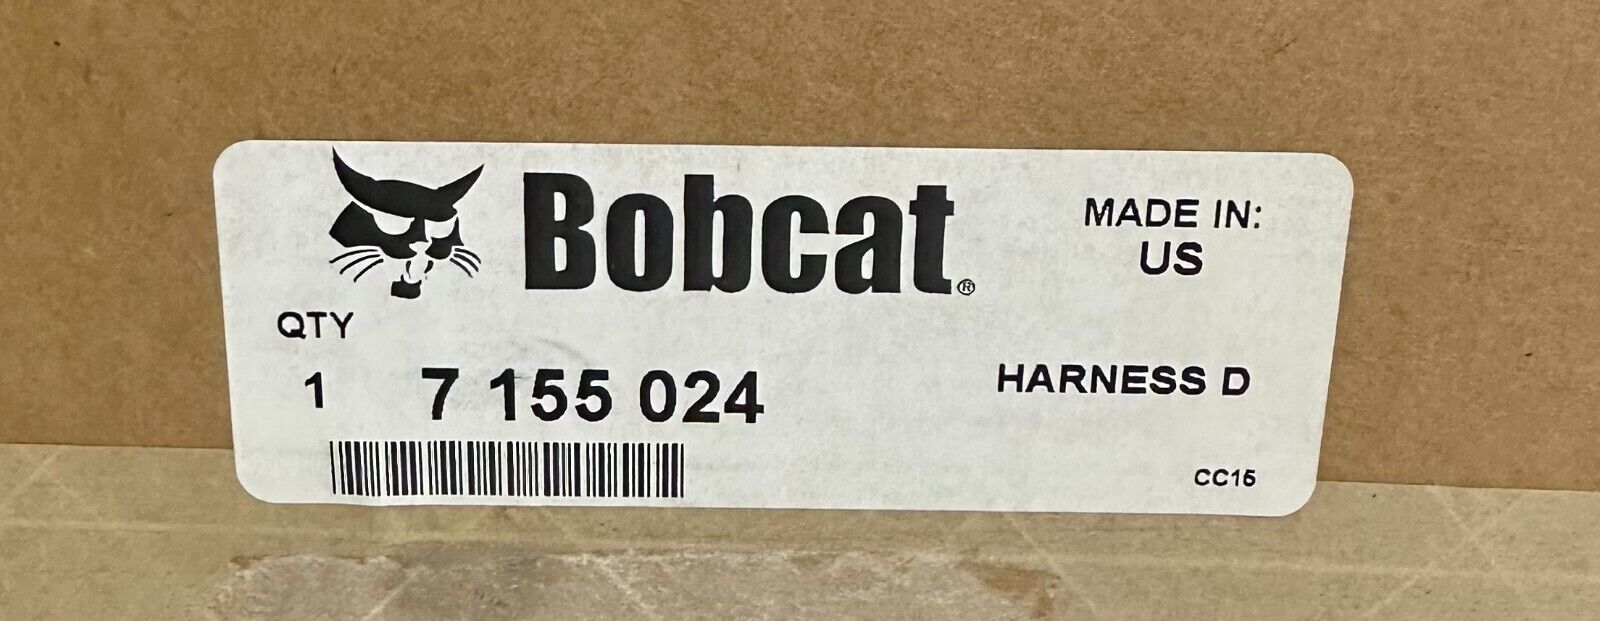 Bobcat®
MADE IN:
US
QTY
1 7 155 024
HARNESS D
CC15